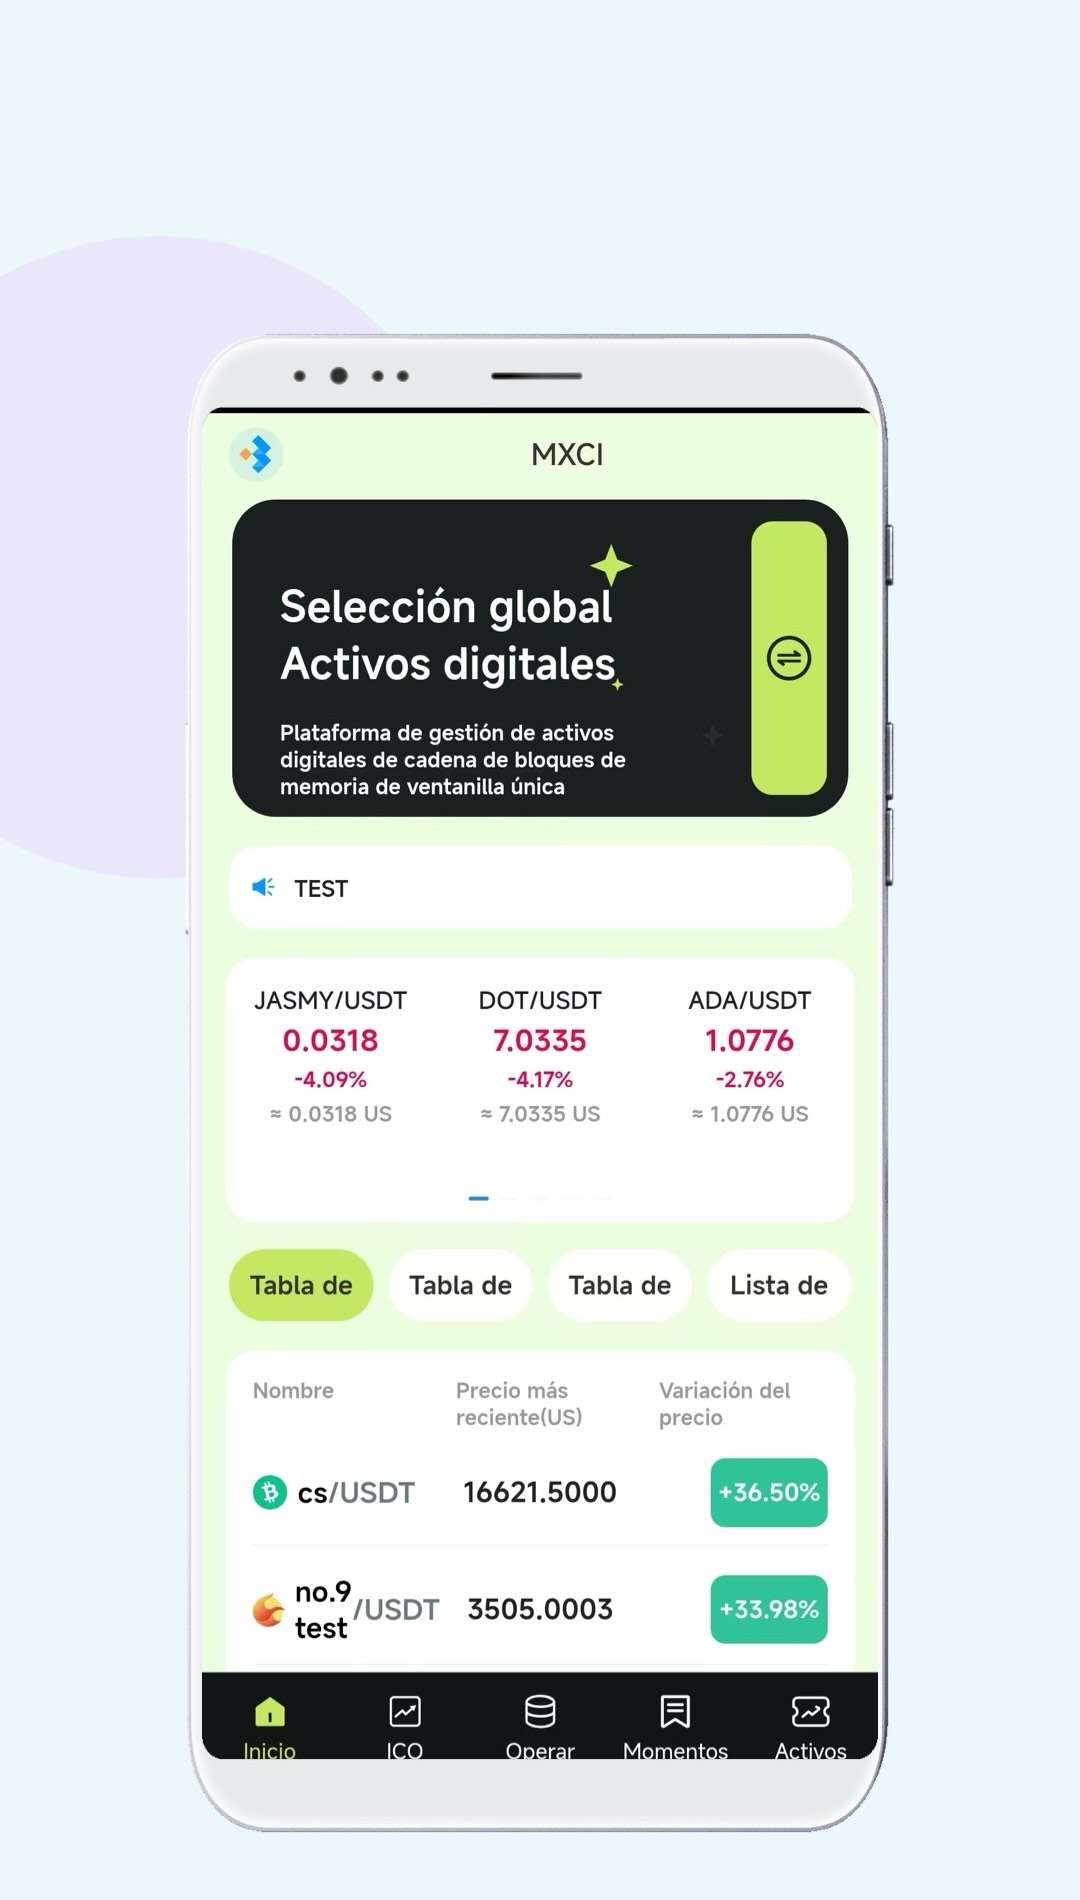 MXCI
Selección global
Activos digitales
Plataforma de gestión de activos
digitales de cadena de bloques de
memoria de ventanilla única
TEST
JASMY/USDT DOT/USDT ADA/USDT
0.0318 7.0335 1.0776
-4.09% -4.17% -2.76%
≈ 0.0318 US ≈ 7.0335 US ≈ 1.0776 US
Tabla de Tabla de Tabla de Lista de
Nombre Precio más Variación del
reciente(US) precio
cs/USDT 16621.5000 +36.50%
no.9
test /USDT 3505.0003 +33.98%
Inicio ICO Operar Momentos Activos